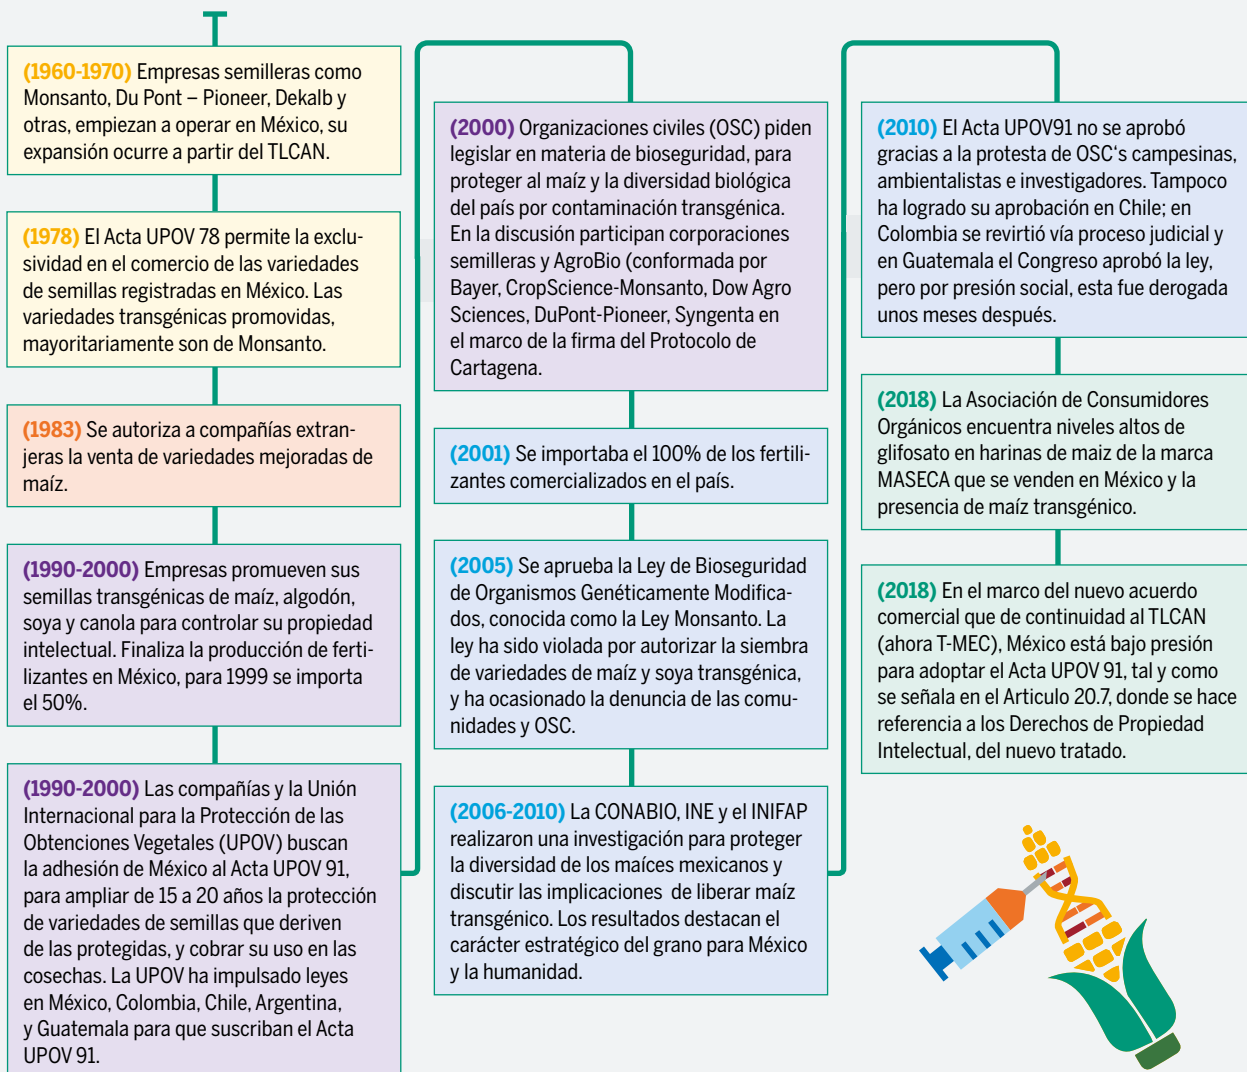 (1960-1970) Empresas semilleras como
Monsanto, Du Pont – Pioneer, Dekalb y
otras, empiezan a operar en México, su
expansión ocurre a partir del TLCAN.
(1978) El Acta UPOV 78 permite la exclu-
sividad en el comercio de las variedades
de semillas registradas en México. Las
variedades transgénicas promovidas,
mayoritariamente son de Monsanto.
(1983) Se autoriza a compañías extran-
jeras la venta de variedades mejoradas de
maíz.
(1990-2000) Empresas promueven sus
semillas transgénicas de maíz, algodón,
soya y canola para controlar su propiedad
intelectual. Finaliza la producción de ferti-
lizantes en México, para 1999 se importa
el 50%.
(1990-2000) Las compañías y la Unión
Internacional para la Protección de las
Obtenciones Vegetales (UPOV) buscan
la adhesión de México al Acta UPOV 91,
para ampliar de 15 a 20 años la protección
de variedades de semillas que deriven
de las protegidas, y cobrar su uso en las
cosechas. La UPOV ha impulsado leyes
en México, Colombia, Chile, Argentina,
y Guatemala para que suscriban el Acta
UPOV 91.
(2000) Organizaciones civiles (OSC) piden
legislar en materia de bioseguridad, para
proteger al maíz y la diversidad biológica
del país por contaminación transgénica.
En la discusión participan corporaciones
semilleras y AgroBio (conformada por
Bayer, CropScience-Monsanto, Dow Agro
Sciences, DuPont-Pioneer, Syngenta en
el marco de la firma del Protocolo de
Cartagena.
(2001) Se importaba el 100% de los fertili-
zantes comercializados en el país.
(2005) Se aprueba la Ley de Bioseguridad
de Organismos Genéticamente Modifica-
dos, conocida como la Ley Monsanto. La
ley ha sido violada por autorizar la siembra
de variedades de maíz y soya transgénica,
y ha ocasionado la denuncia de las comu-
nidades y OSC.
(2006-2010) La CONABIO, INE y el INIFAP
realizaron una investigación para proteger
la diversidad de los maíces mexicanos y
discutir las implicaciones de liberar maíz
transgénico. Los resultados destacan el
carácter estratégico del grano para México
y la humanidad.
(2010) El Acta UPOV91 no se aprobó
gracias a la protesta de OSC‘s campesinas,
ambientalistas e investigadores. Tampoco
ha logrado su aprobación en Chile; en
Colombia se revirtió vía proceso judicial y
en Guatemala el Congreso aprobó la ley,
pero por presión social, esta fue derogada
unos meses después.
(2018) La Asociación de Consumidores
Orgánicos encuentra niveles altos de
glifosato en harinas de maiz de la marca
MASECA que se venden en México y la
presencia de maíz transgénico.
(2018) En el marco del nuevo acuerdo
comercial que de continuidad al TLCAN
(ahora T-MEC), México está bajo presión
para adoptar el Acta UPOV 91, tal y como
se señala en el Articulo 20.7, donde se hace
referencia a los Derechos de Propiedad
Intelectual, del nuevo tratado.